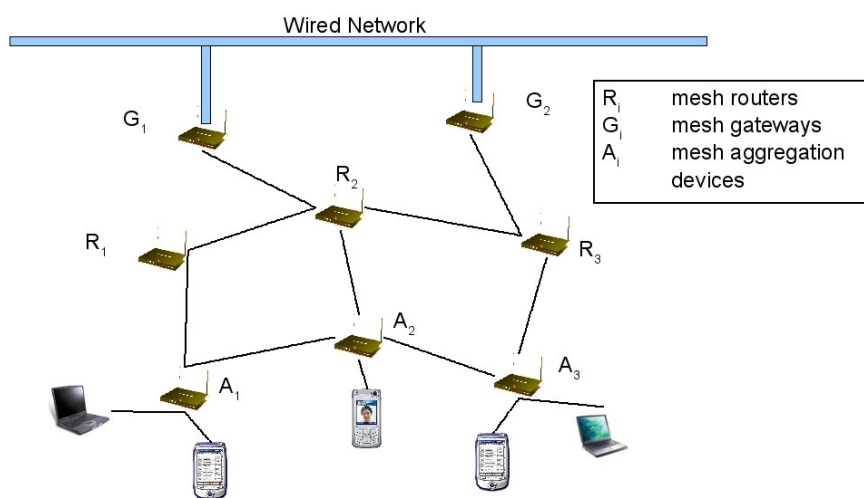 Wired Network
G1
G2
Ri mesh routers
Gi mesh gateways
Ai mesh aggregation
devices
R2
R1
R3
A2
A1
A3